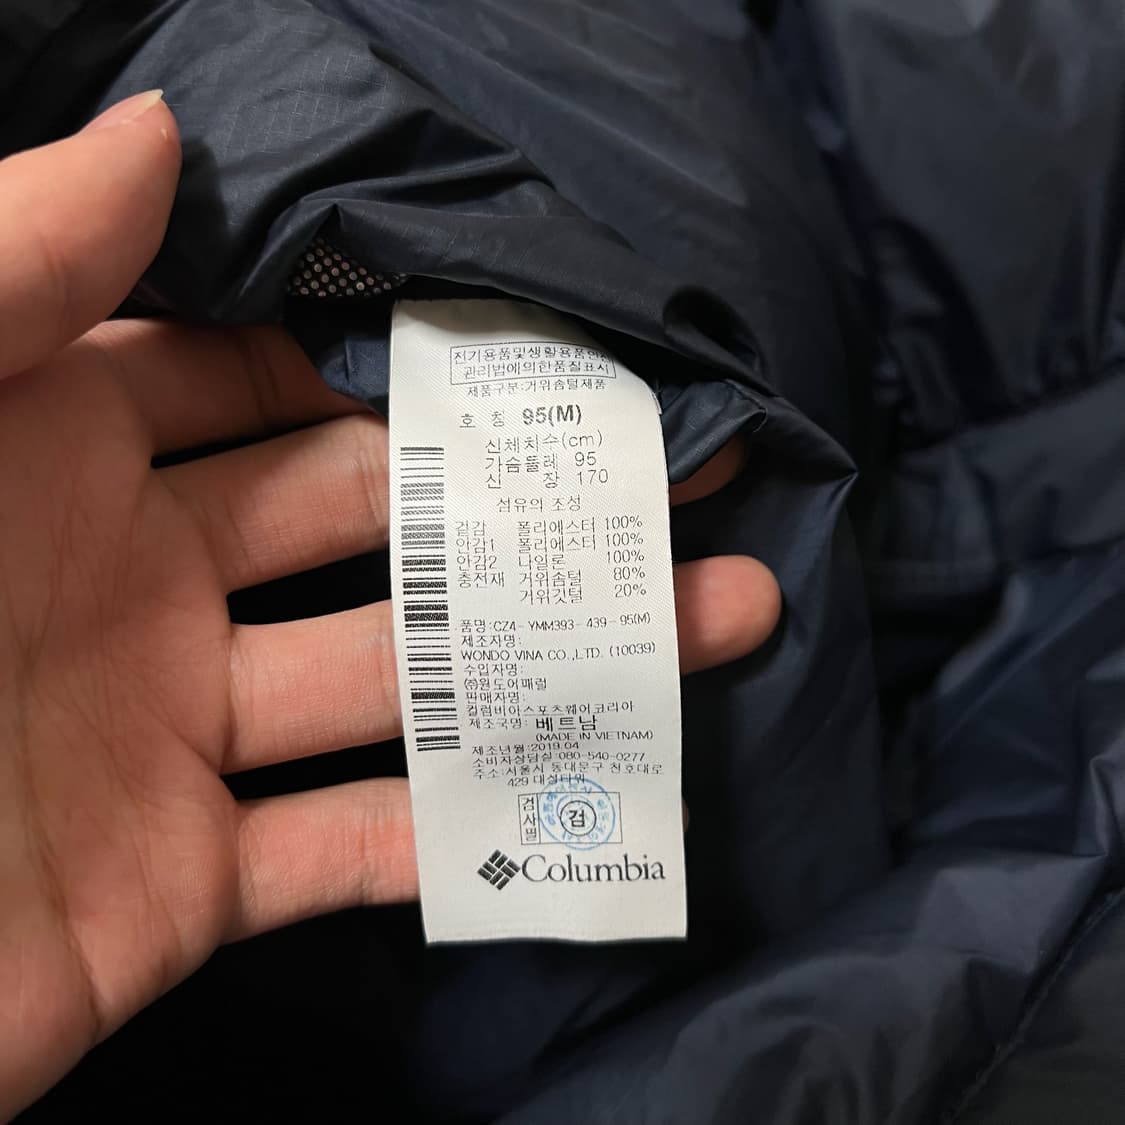 전기용품및생활용품안전
관리법에의한품질표시
제품구분:거위솜털제품
호 칭 95(M)
신체치수(cm)
가슴둘레 95
신 장 170
섬유의 조성
겉감 폴리에스터 100%
안감1 폴리에스터 100%
안감2 나일론 100%
충전재 거위솜털 80%
거위깃털 20%
품명:CZ4-YMM393-439-95(M)
제조자명:
WONDO VINA CO.,LTD. (10039)
수입자명:
㈜원도어패럴
판매자명:
컬럼비아스포츠웨어코리아
제조국명: 베트남
(MADE IN VIETNAM)
제조년월:2019.04
소비자상담실:080-540-0277
주소:서울시 동대문구 천호대로
429 대성타워
검사필
검
Columbia